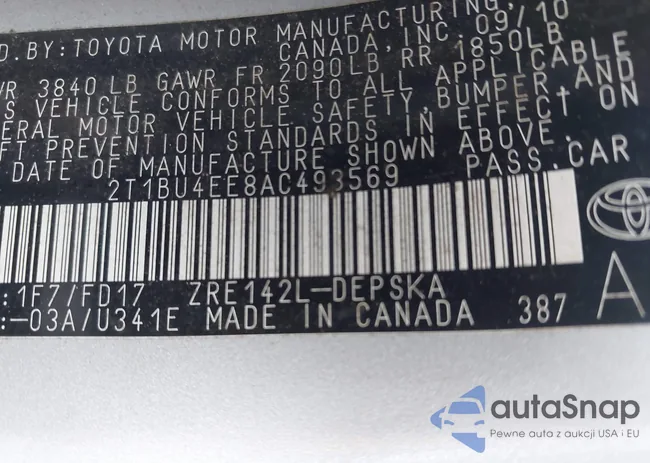 D. BY: TOYOTA MOTOR MANUFACTURING,
CANADA, INC. 09/10
VR 3840 LB GAWR FR 2090LB RR 1850LB
S VEHICLE CONFORMS TO ALL APPLICABLE
ERAL MOTOR VEHICLE SAFETY, BUMPER AND
FT PREVENTION STANDARDS IN EFFECT ON
DATE OF MANUFACTURE SHOWN ABOVE.
2T1BU4EE8AC493569 PASS. CAR
:1F7/FD17 ZRE142L-DEPSKA A
:-03A/U341E MADE IN CANADA 387
autoSnap
Pewne auta z aukcji USA i EU